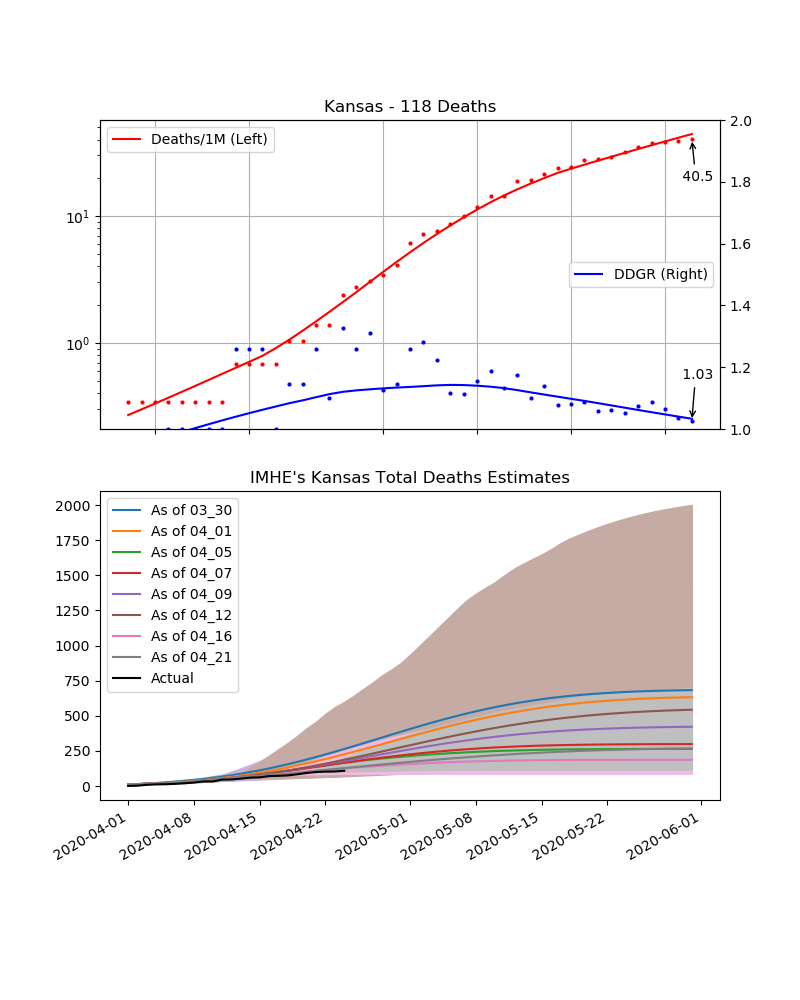 Kansas - 118 Deaths
Deaths/1M (Left)
DDGR (Right)
40.5
1.03
10¹
10⁰
2.0
1.8
1.6
1.4
1.2
1.0
IMHE's Kansas Total Deaths Estimates
As of 03_30
As of 04_01
As of 04_05
As of 04_07
As of 04_09
As of 04_12
As of 04_16
As of 04_21
Actual
2000
1750
1500
1250
1000
750
500
250
0
2020-04-01
2020-04-08
2020-04-15
2020-04-22
2020-05-01
2020-05-08
2020-05-15
2020-05-22
2020-06-01